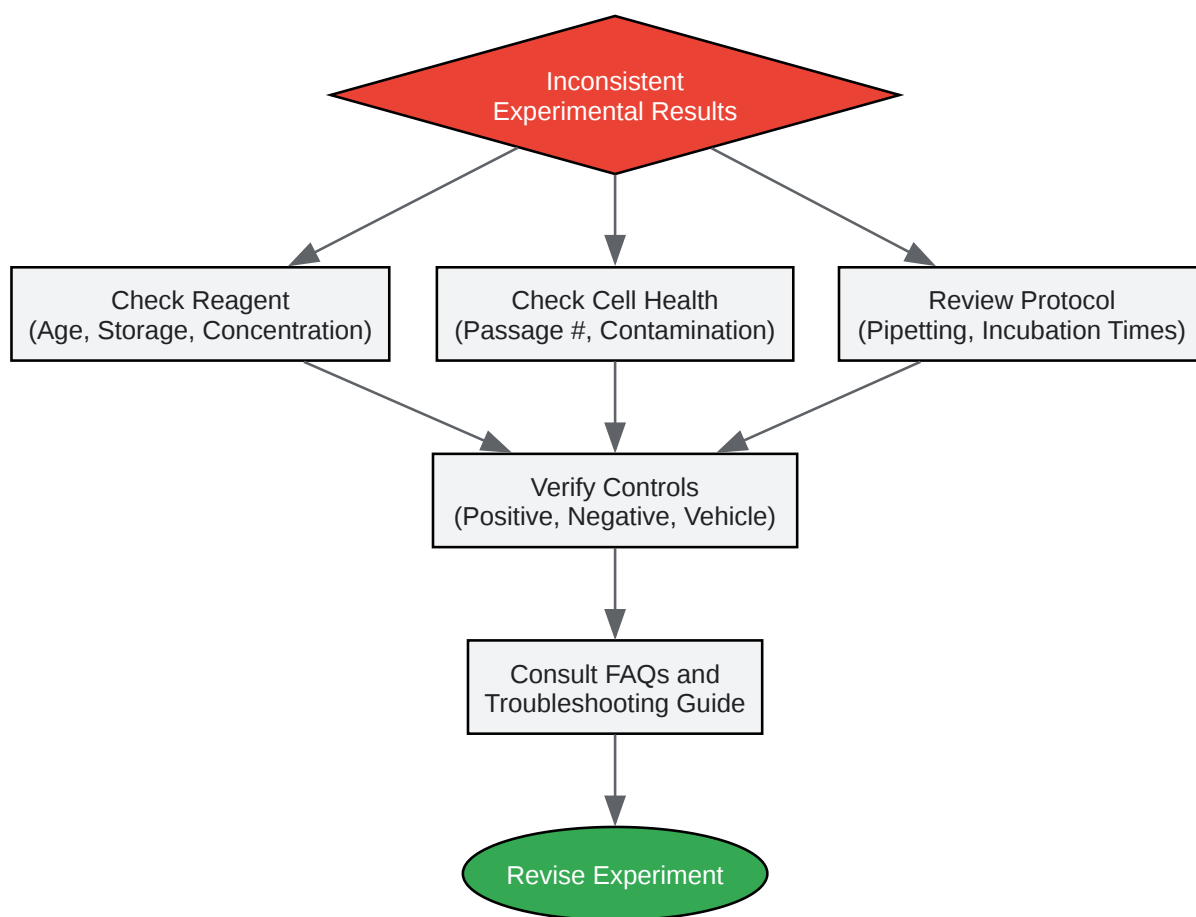 Inconsistent
Experimental Results
Check Reagent
(Age, Storage, Concentration)
Check Cell Health
(Passage #, Contamination)
Review Protocol
(Pipetting, Incubation Times)
Verify Controls
(Positive, Negative, Vehicle)
Consult FAQs and
Troubleshooting Guide
Revise Experiment